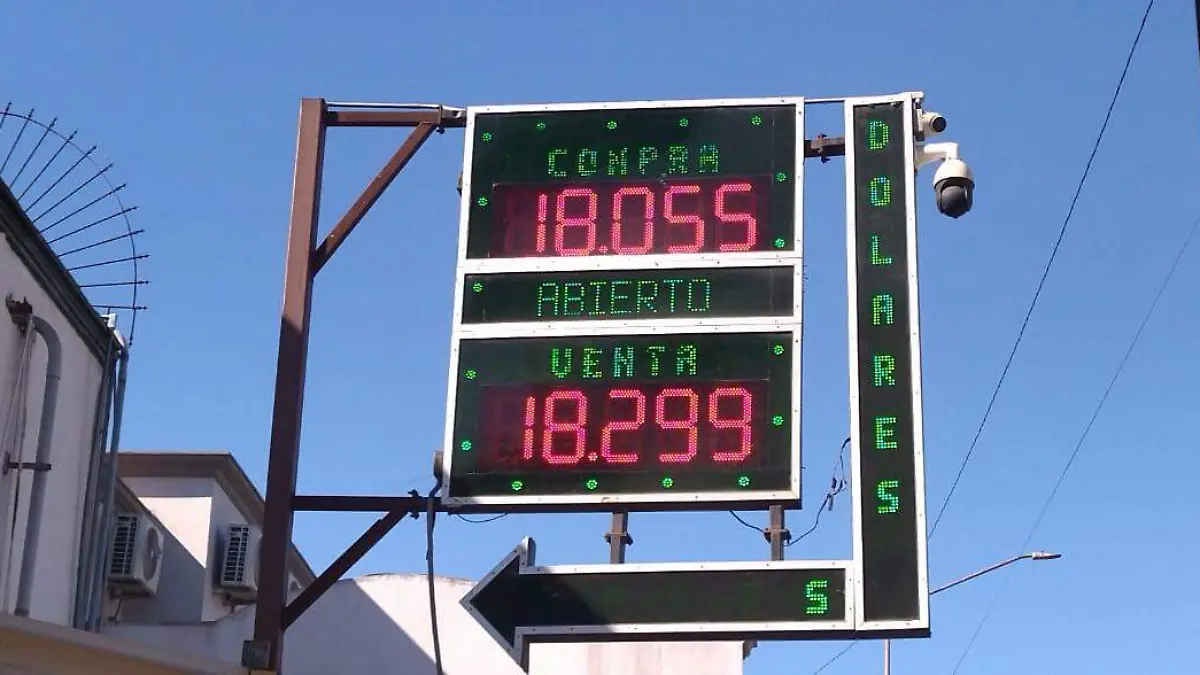 COMPRA
18.055
ABIERTO
VENTA
18.299
DOLARES
S